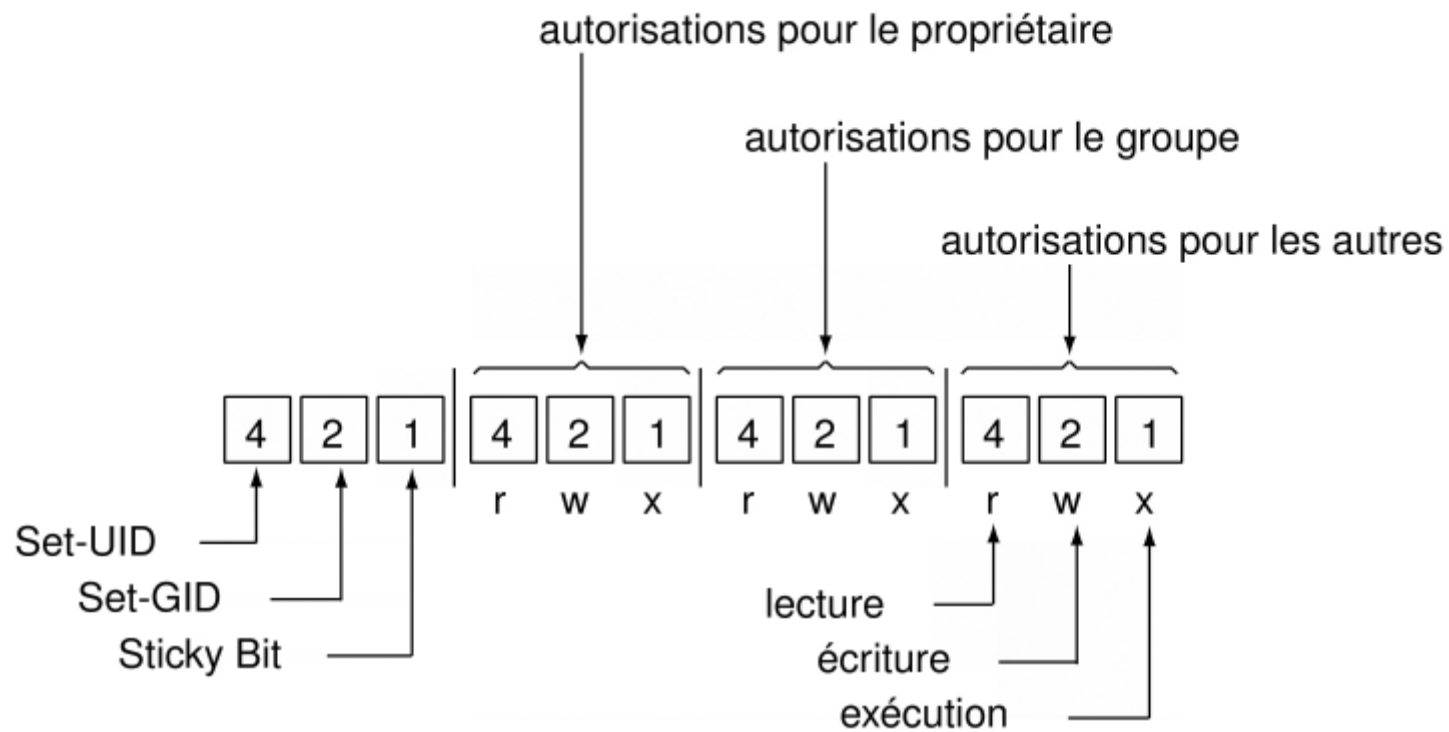 autorisations pour le propriétaire
autorisations pour le groupe
autorisations pour les autres
4 2 1 4 2 1 4 2 1 4 2 1
r w x r w x r w x
Set-UID
Set-GID
Sticky Bit
lecture
écriture
exécution